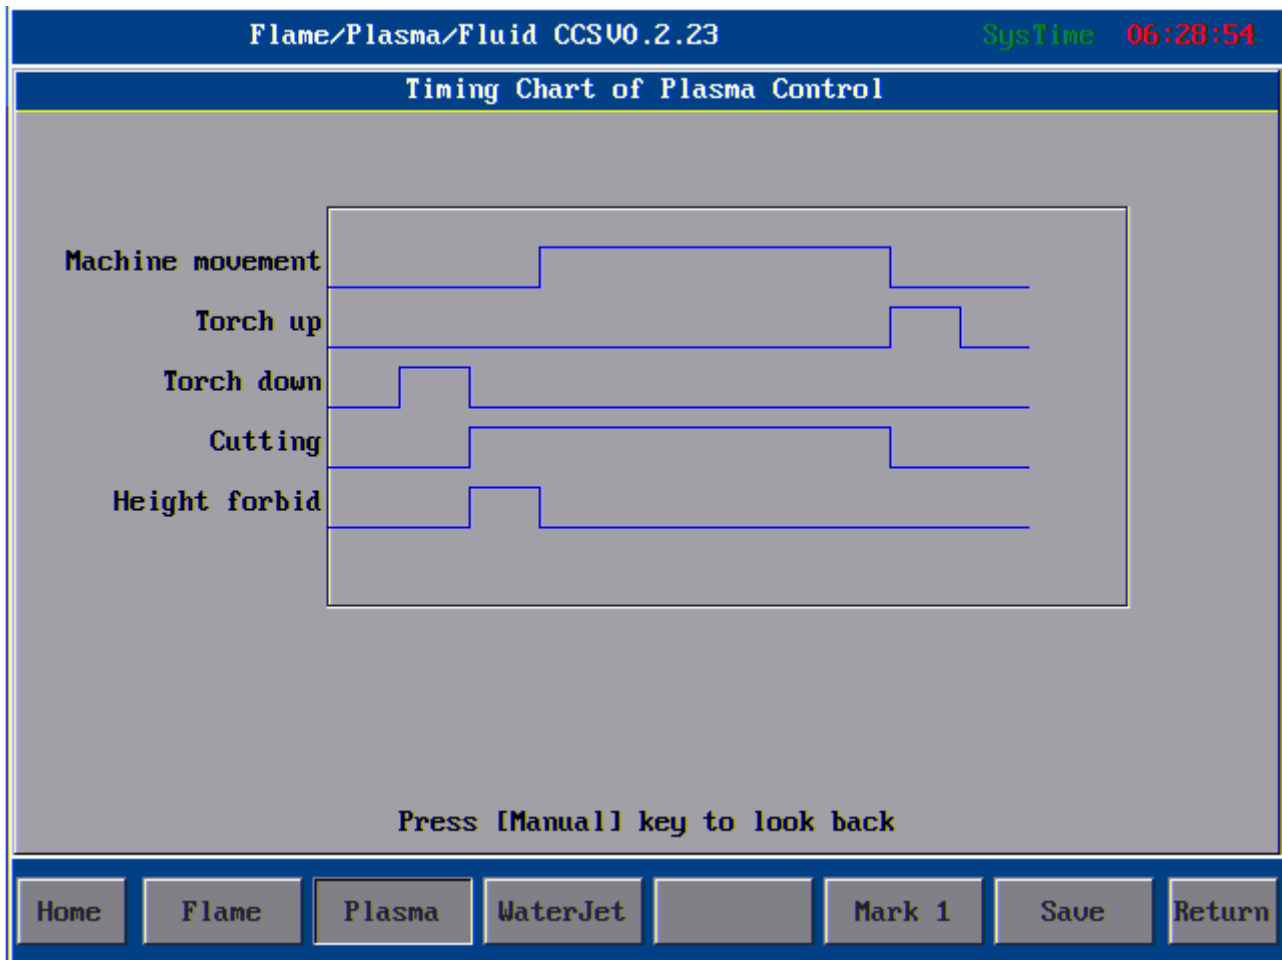 Flame/Plasma/Fluid CCSV0.2.23 SysTime 06:28:54
Timing Chart of Plasma Control
Machine movement
Torch up
Torch down
Cutting
Height forbid
Press [Manual] key to look back
Home Flame Plasma WaterJet Mark 1 Save Return